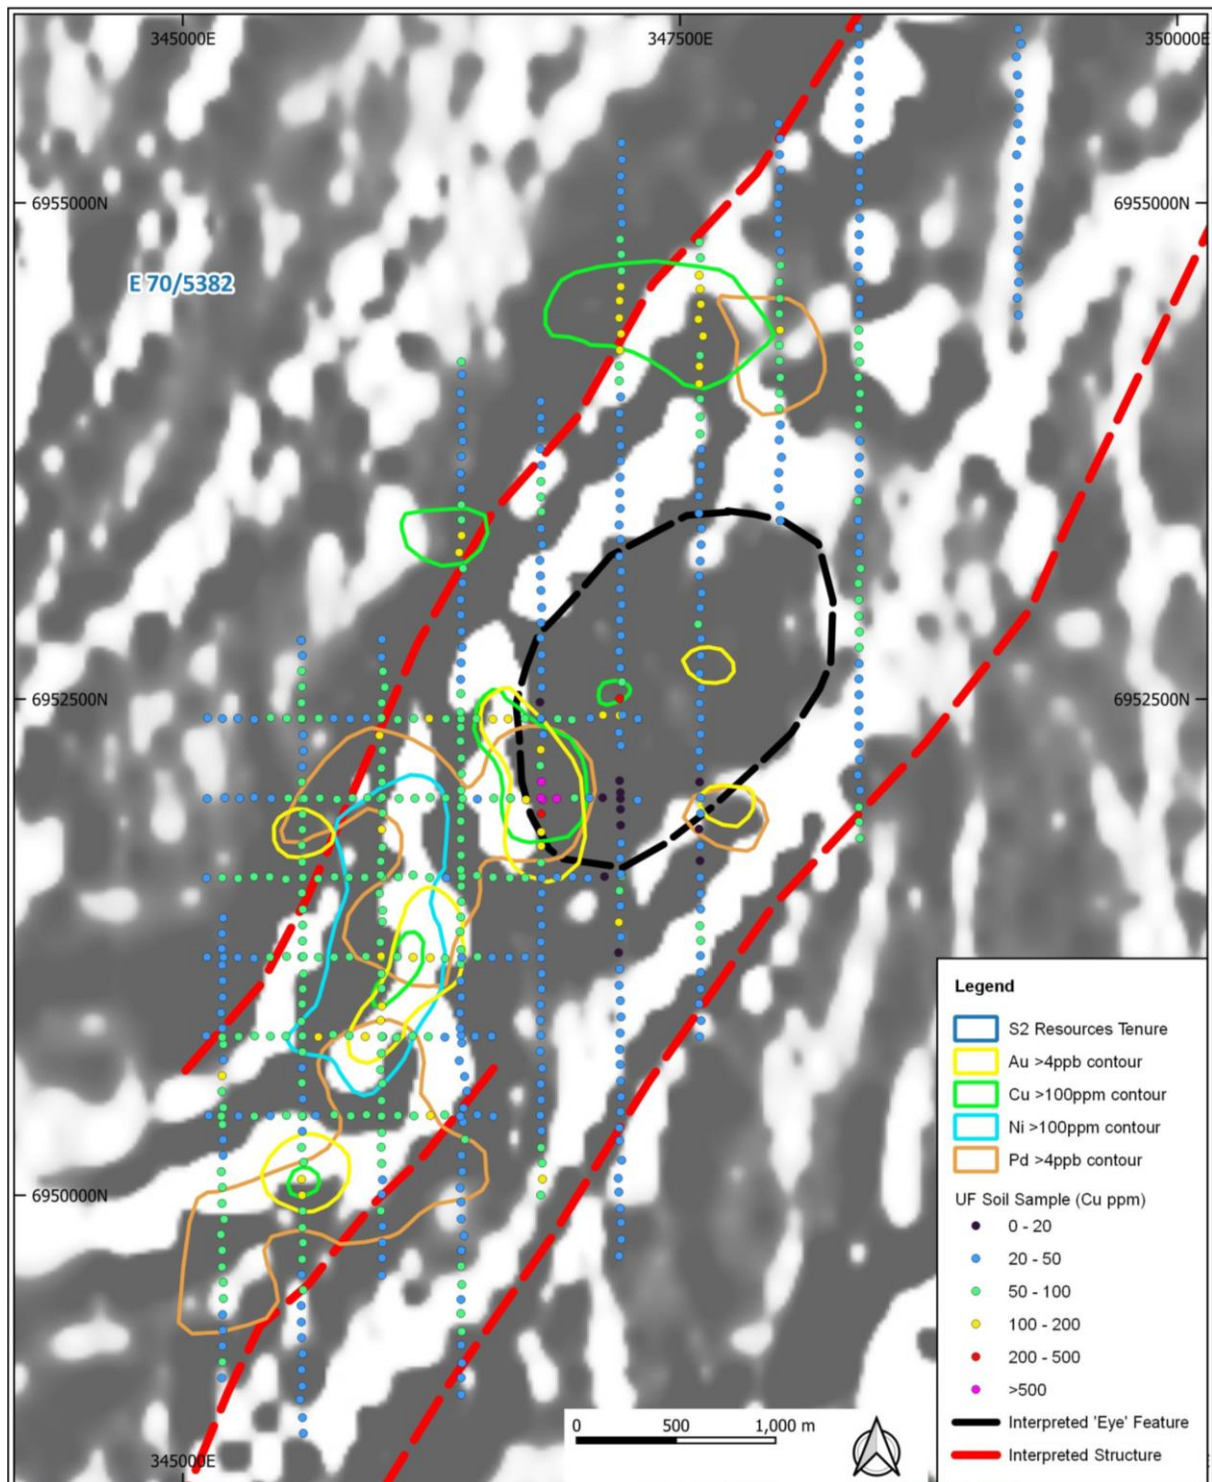 345000E 347500E 350000E
6955000N 6955000N
E 70/5382
6952500N 6952500N
6950000N
345000E
0 500 1,000 m
Legend
S2 Resources Tenure
Au >4ppb contour
Cu >100ppm contour
Ni >100ppm contour
Pd >4ppb contour
UF Soil Sample (Cu ppm)
0 - 20
20 - 50
50 - 100
100 - 200
200 - 500
>500
Interpreted 'Eye' Feature
Interpreted Structure